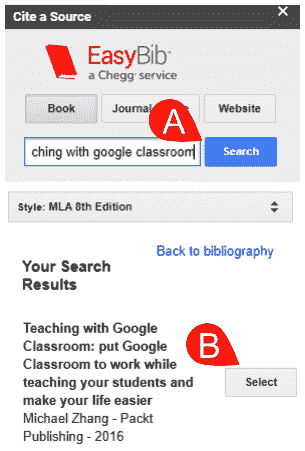 Cite a Source ×
EasyBib®
a Chegg® service
Book Journal Website
A
ching with google classroom Search
Style: MLA 8th Edition
Back to bibliography
Your Search
Results
Teaching with Google
Classroom: put Google
Classroom to work while
teaching your students and
make your life easier
Michael Zhang - Packt
Publishing - 2016
B
Select